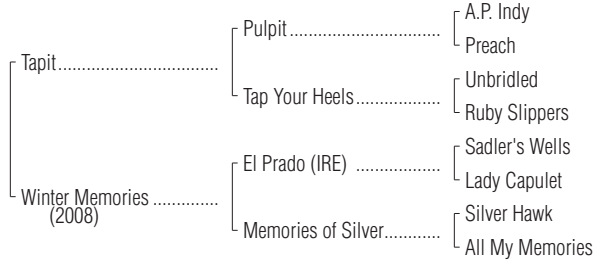 A.P. Indy
Pulpit
Preach
Tapit
Unbridled
Tap Your Heels
Ruby Slippers
Sadler's Wells
El Prado (IRE)
Lady Capulet
Winter Memories
(2008)
Silver Hawk
Memories of Silver
All My Memories